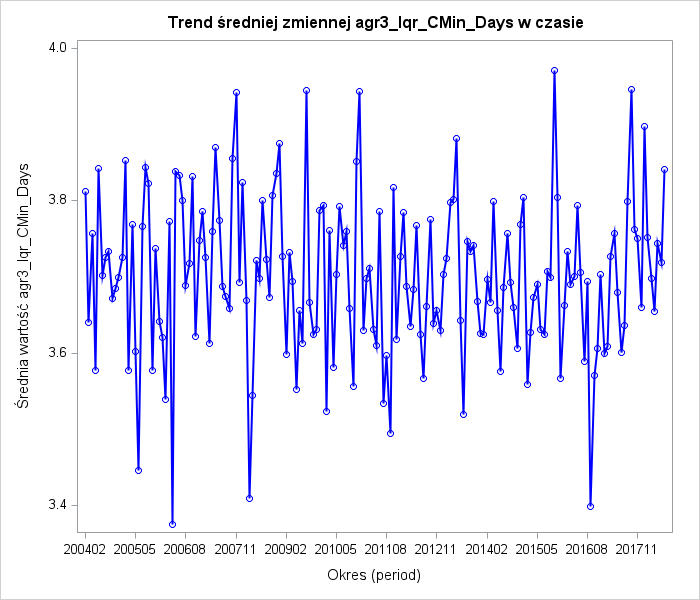 Trend średniej zmiennej agr3_Iqr_CMin_Days w czasie
Średnia wartość agr3_Iqr_CMin_Days
4.0
3.8
3.6
3.4
200402 200505 200608 200711 200902 201005 201108 201211 201402 201505 201608 201711
Okres (period)